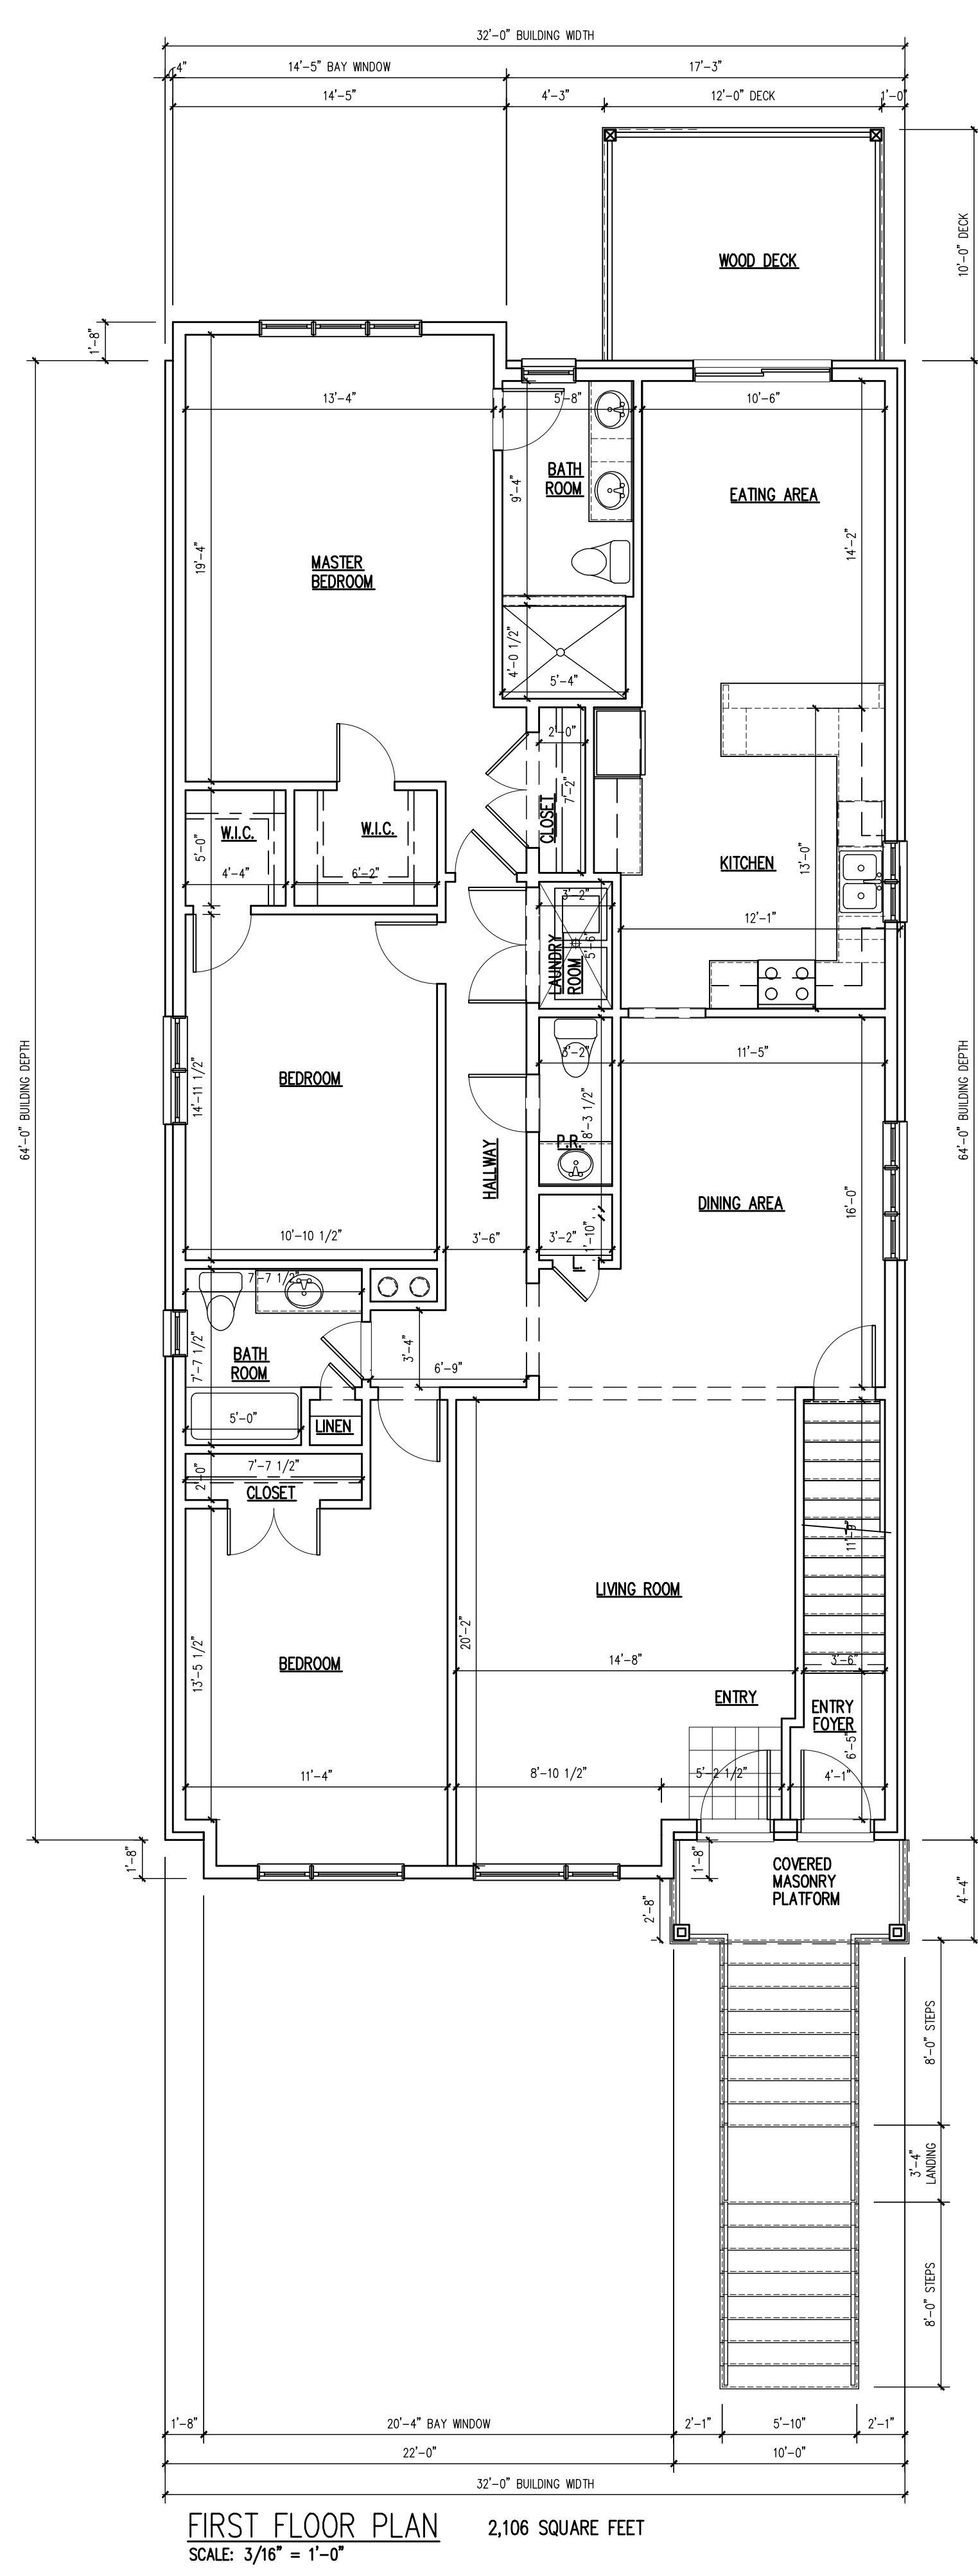 32'-0" BUILDING WIDTH
4"
14'-5" BAY WINDOW
17'-3"
14'-5"
4'-3"
12'-0" DECK
1'-0"
10'-0" DECK
WOOD DECK
1'-8"
13'-4"
5'-8"
10'-6"
BATH
ROOM
9'-4"
EATING AREA
14'-2"
19'-4"
MASTER
BEDROOM
4'-0 1/2"
5'-4"
2'-0"
7'-2"
CLOSET
W.I.C.
W.I.C.
5'-0"
4'-4"
6'-2"
KITCHEN
13'-0"
12'-1"
3'-2"
LAUNDRY
ROOM
5'-6"
64'-0" BUILDING DEPTH
64'-0" BUILDING DEPTH
BEDROOM
14'-11 1/2"
3'-2"
11'-5"
8'-3 1/2"
P.R.
HALLWAY
DINING AREA
16'-0"
10'-10 1/2"
3'-6"
3'-2"
1'-10"
L.
7'-7 1/2"
7'-7 1/2"
BATH
ROOM
3'-4"
6'-9"
5'-0"
LINEN
7'-7 1/2"
2'-0"
CLOSET
11'-9"
LIVING ROOM
20'-2"
13'-5 1/2"
BEDROOM
14'-8"
3'-6"
ENTRY
ENTRY
FOYER
6'-5"
11'-4"
8'-10 1/2"
5'-2 1/2"
4'-1"
1'-8"
1'-8"
COVERED
MASONRY
PLATFORM
4'-4"
2'-8"
8'-0" STEPS
3'-4"
LANDING
8'-0" STEPS
1'-8"
20'-4" BAY WINDOW
2'-1"
5'-10"
2'-1"
22'-0"
10'-0"
32'-0" BUILDING WIDTH
FIRST FLOOR PLAN
2,106 SQUARE FEET
SCALE: 3/16" = 1'-0"